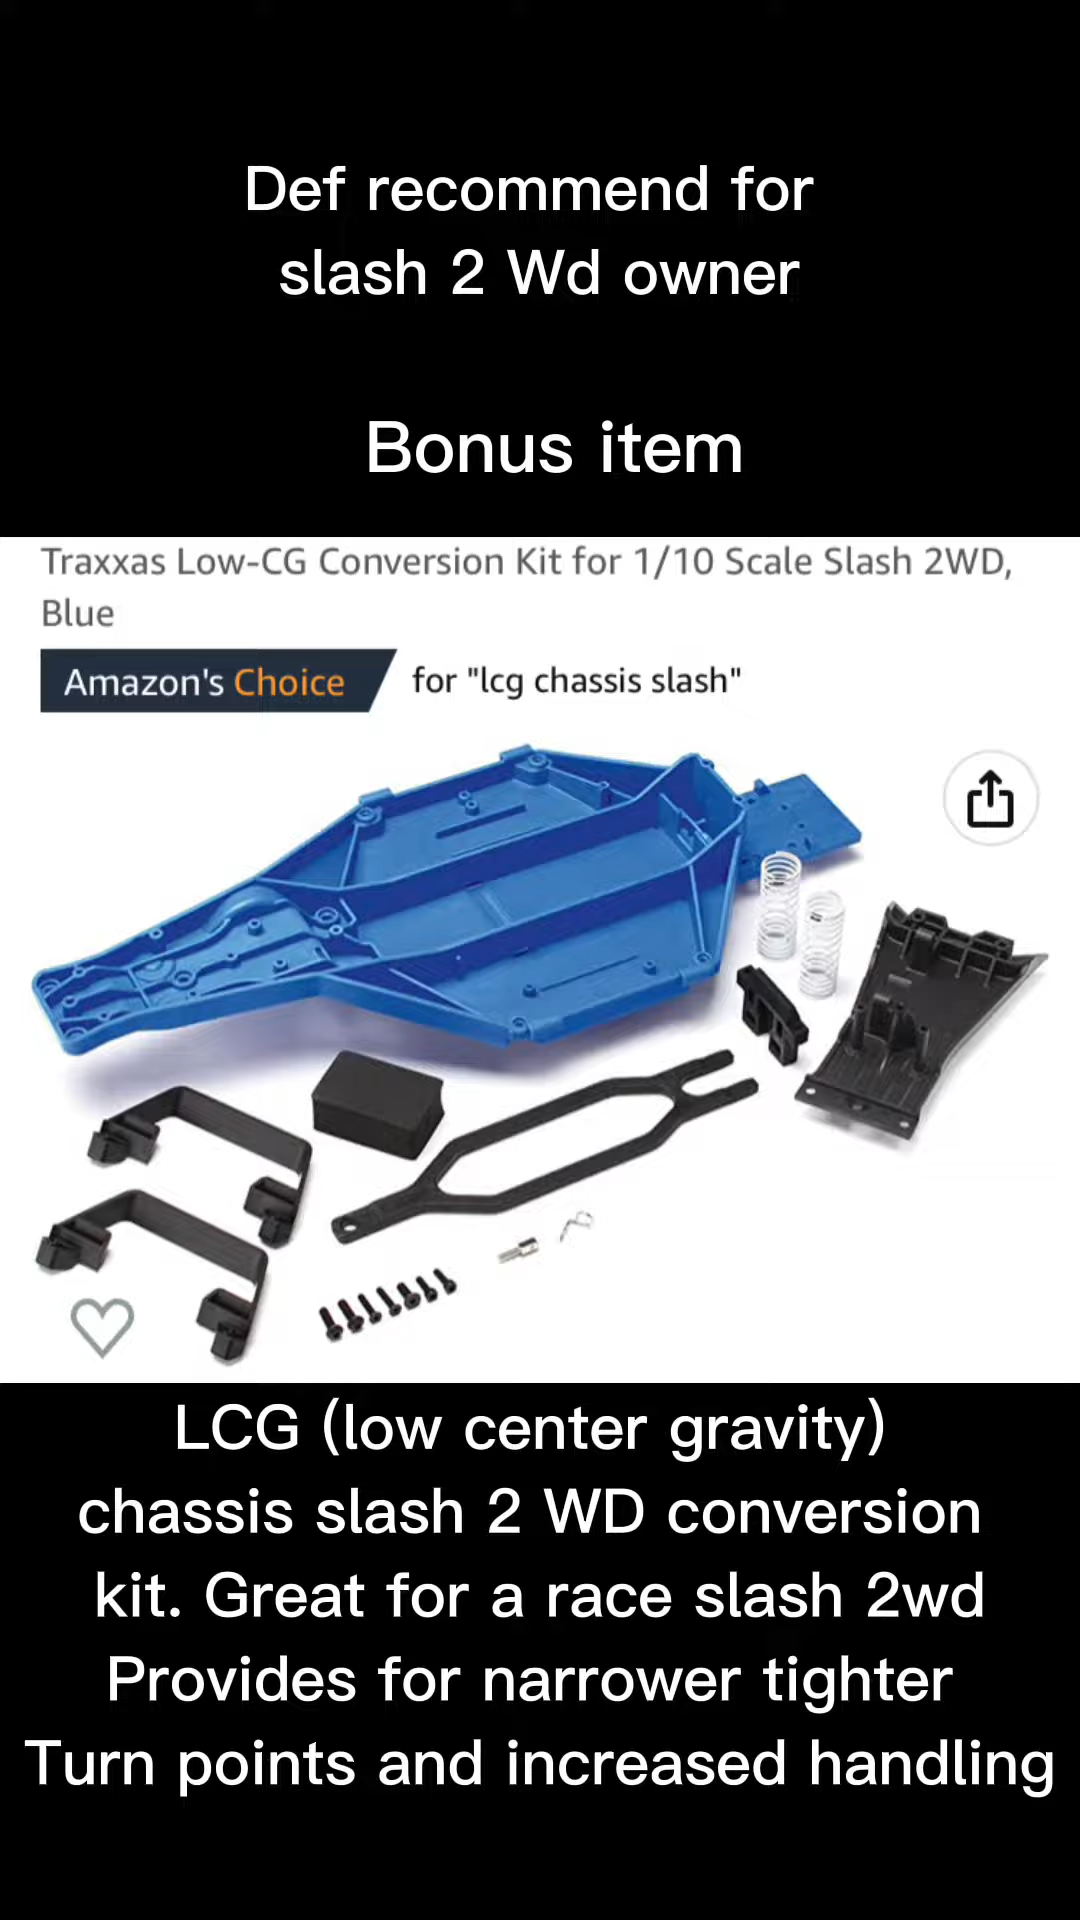 Def recommend for
slash 2 Wd owner
Bonus item
Traxxas Low-CG Conversion Kit for 1/10 Scale Slash 2WD,
Blue
Amazon's Choice for "lcg chassis slash"
LCG (low center gravity)
chassis slash 2 WD conversion
kit. Great for a race slash 2wd
Provides for narrower tighter
Turn points and increased handling